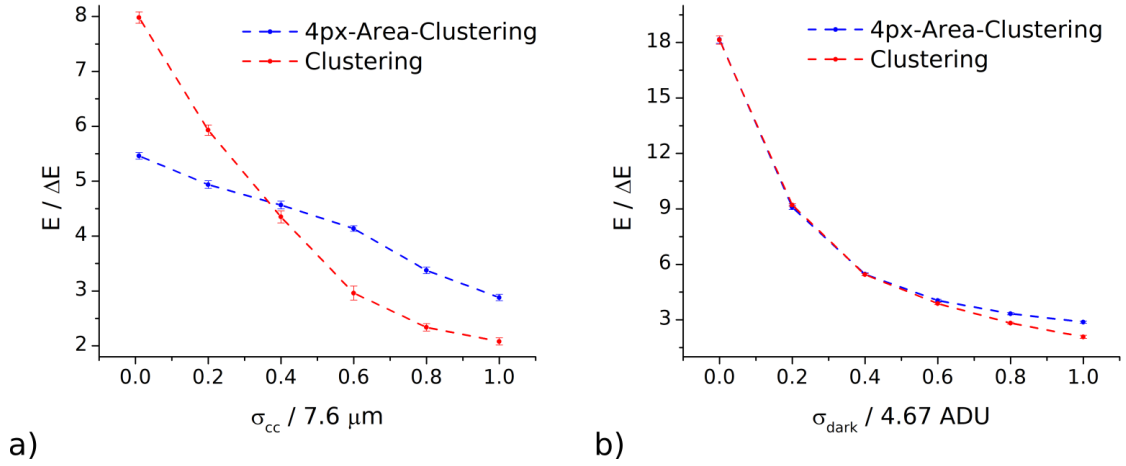 8
7
6
5
4
3
2
E / ΔE
4px-Area-Clustering
Clustering
0.0 0.2 0.4 0.6 0.8 1.0
σcc / 7.6 μm
a)
18
15
12
9
6
3
E / ΔE
4px-Area-Clustering
Clustering
0.0 0.2 0.4 0.6 0.8 1.0
σdark / 4.67 ADU
b)